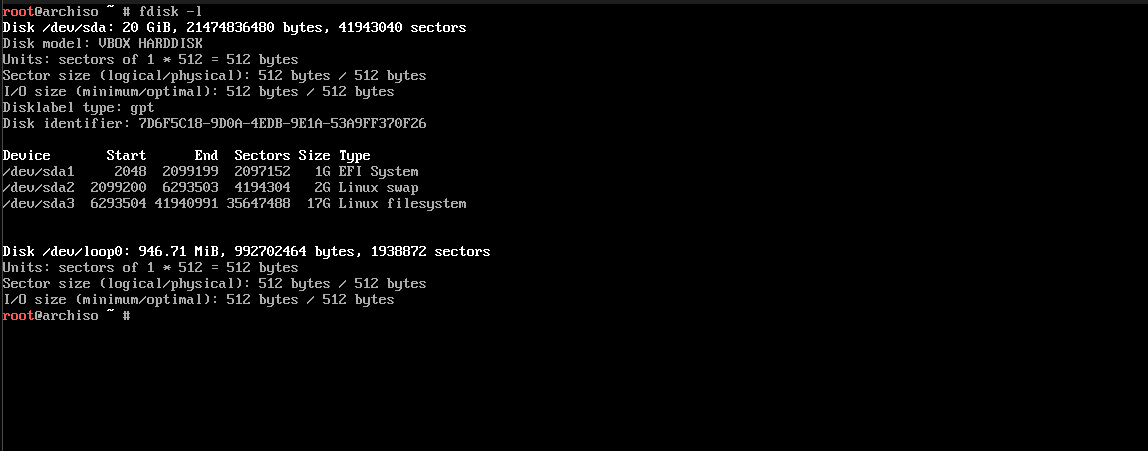 root@archiso ~ # fdisk -l
Disk /dev/sda: 20 GiB, 21474836480 bytes, 41943040 sectors
Disk model: VBOX HARDDISK
Units: sectors of 1 * 512 = 512 bytes
Sector size (logical/physical): 512 bytes / 512 bytes
I/O size (minimum/optimal): 512 bytes / 512 bytes
Disklabel type: gpt
Disk identifier: 7D6F5C18-9D0A-4EDB-9E1A-53A9FF370F26
Device       Start      End  Sectors Size Type
/dev/sda1     2048  2099199  2097152   1G EFI System
/dev/sda2  2099200  6293503  4194304   2G Linux swap
/dev/sda3  6293504 41940991 35647488  17G Linux filesystem
Disk /dev/loop0: 946.71 MiB, 992702464 bytes, 1938872 sectors
Units: sectors of 1 * 512 = 512 bytes
Sector size (logical/physical): 512 bytes / 512 bytes
I/O size (minimum/optimal): 512 bytes / 512 bytes
root@archiso ~ #